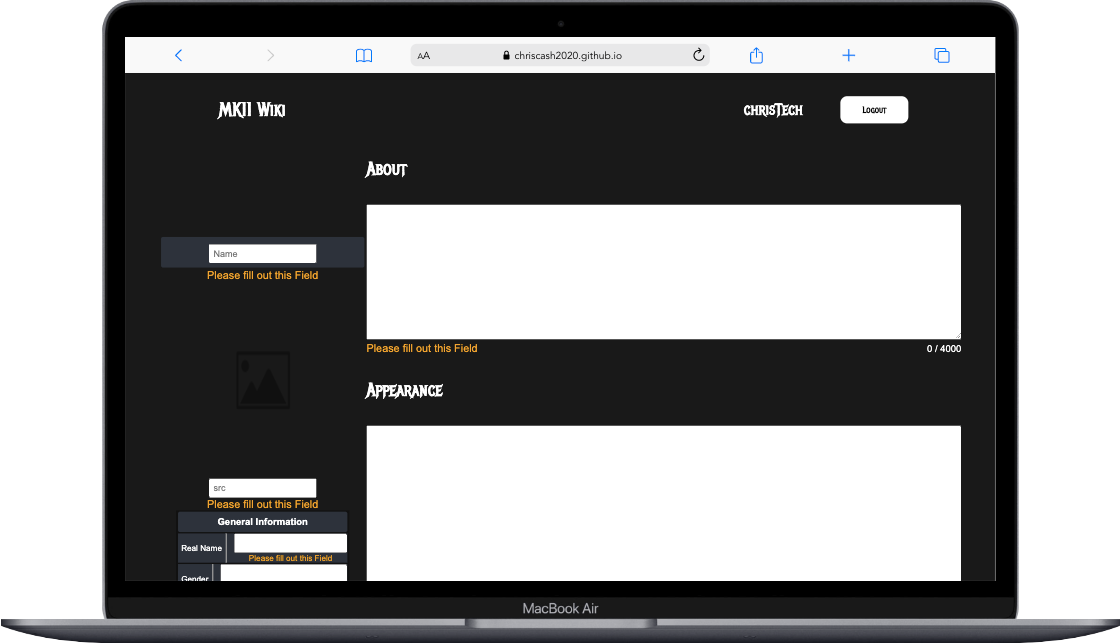 AA chriscash2020.github.io
MKII Wiki chrisTech Logout
About
Name
Please fill out this Field
Please fill out this Field 0 / 4000
Appearance
src
Please fill out this Field
General Information
Real Name
Please fill out this Field
Gender
MacBook Air